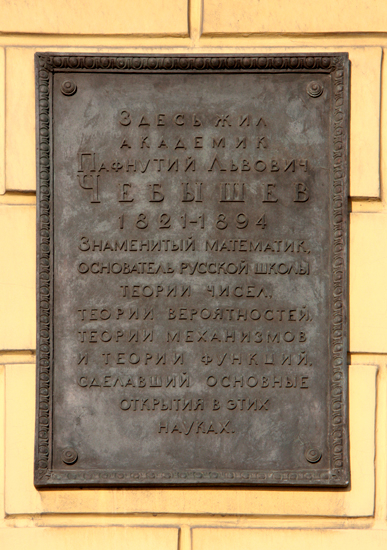 Здесь жил
академик
Пафнутий Львович
Чебышев
1821-1894
Знаменитый математик,
основатель русской школы
теории чисел,
теории вероятностей,
теории механизмов
и теории функций,
сделавший основные
открытия в этих
науках.